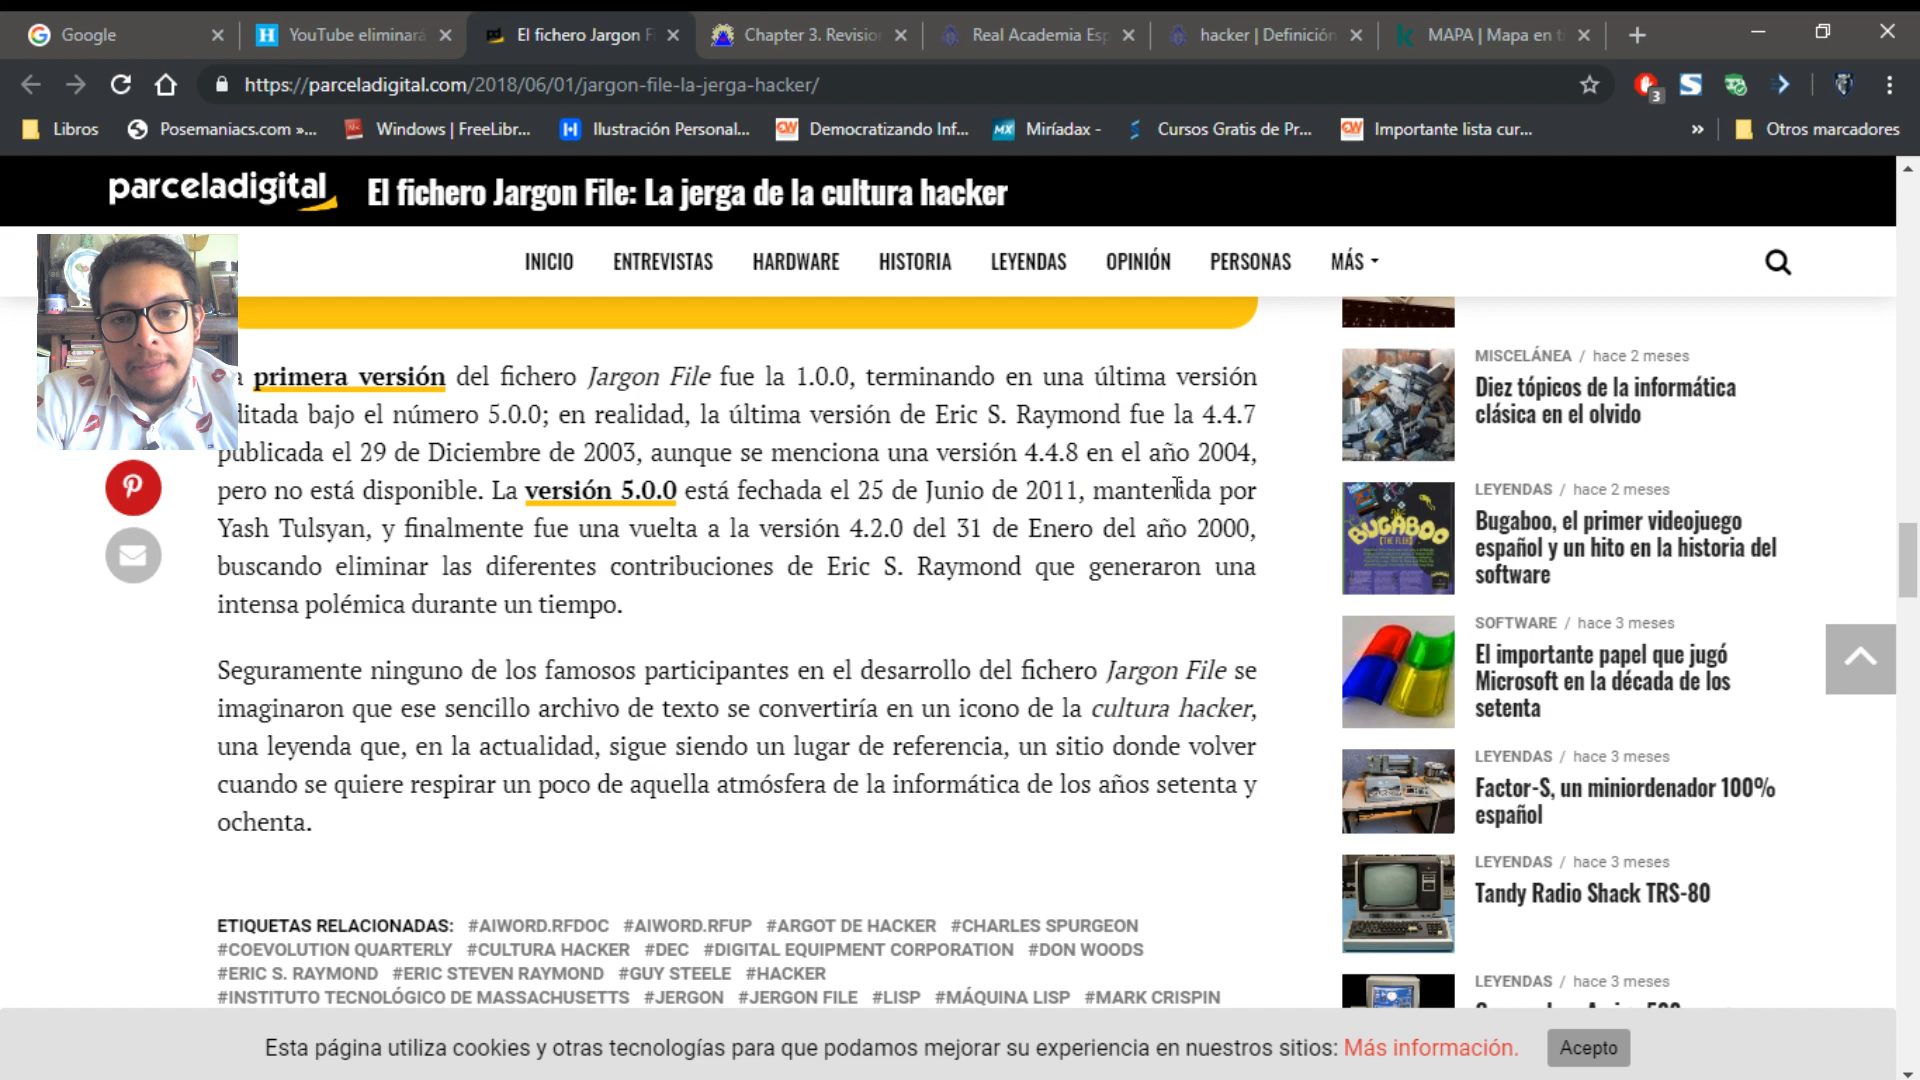 Google
YouTube eliminará
El fichero Jargon F
Chapter 3. Revision
Real Academia Esp
hacker | Definición
MAPA | Mapa en ti
https://parceladigital.com/2018/06/01/jargon-file-la-jerga-hacker/
3
Libros
Posemaniacs.com »...
Windows | FreeLibr...
Ilustración Personal...
Democratizando Inf...
Miríadax -
Cursos Gratis de Pr...
Importante lista cur...
»
Otros marcadores
parceladigital
El fichero Jargon File: La jerga de la cultura hacker
INICIO ENTREVISTAS HARDWARE HISTORIA LEYENDAS OPINIÓN PERSONAS MÁS
a primera versión del fichero Jargon File fue la 1.0.0, terminando en una última versión
ditada bajo el número 5.0.0; en realidad, la última versión de Eric S. Raymond fue la 4.4.7
publicada el 29 de Diciembre de 2003, aunque se menciona una versión 4.4.8 en el año 2004,
pero no está disponible. La versión 5.0.0 está fechada el 25 de Junio de 2011, mantenida por
Yash Tulsyan, y finalmente fue una vuelta a la versión 4.2.0 del 31 de Enero del año 2000,
buscando eliminar las diferentes contribuciones de Eric S. Raymond que generaron una
intensa polémica durante un tiempo.
Seguramente ninguno de los famosos participantes en el desarrollo del fichero Jargon File se
imaginaron que ese sencillo archivo de texto se convertiría en un icono de la cultura hacker,
una leyenda que, en la actualidad, sigue siendo un lugar de referencia, un sitio donde volver
cuando se quiere respirar un poco de aquella atmósfera de la informática de los años setenta y
ochenta.
ETIQUETAS RELACIONADAS: #AIWORD.RFDOC #AIWORD.RFUP #ARGOT DE HACKER #CHARLES SPURGEON
#COEVOLUTION QUARTERLY #CULTURA HACKER #DEC #DIGITAL EQUIPMENT CORPORATION #DON WOODS
#ERIC S. RAYMOND #ERIC STEVEN RAYMOND #GUY STEELE #HACKER
#INSTITUTO TECNOLÓGICO DE MASSACHUSETTS #JERGON #JERGON FILE #LISP #MÁQUINA LISP #MARK CRISPIN
MISCELÁNEA / hace 2 meses
Diez tópicos de la informática
clásica en el olvido
BUGABOO
LEYENDAS / hace 2 meses
Bugaboo, el primer videojuego
español y un hito en la historia del
software
SOFTWARE / hace 3 meses
El importante papel que jugó
Microsoft en la década de los
setenta
LEYENDAS / hace 3 meses
Factor-S, un miniordenador 100%
español
LEYENDAS / hace 3 meses
Tandy Radio Shack TRS-80
LEYENDAS / hace 3 meses
Esta página utiliza cookies y otras tecnologías para que podamos mejorar su experiencia en nuestros sitios: Más información.
Acepto